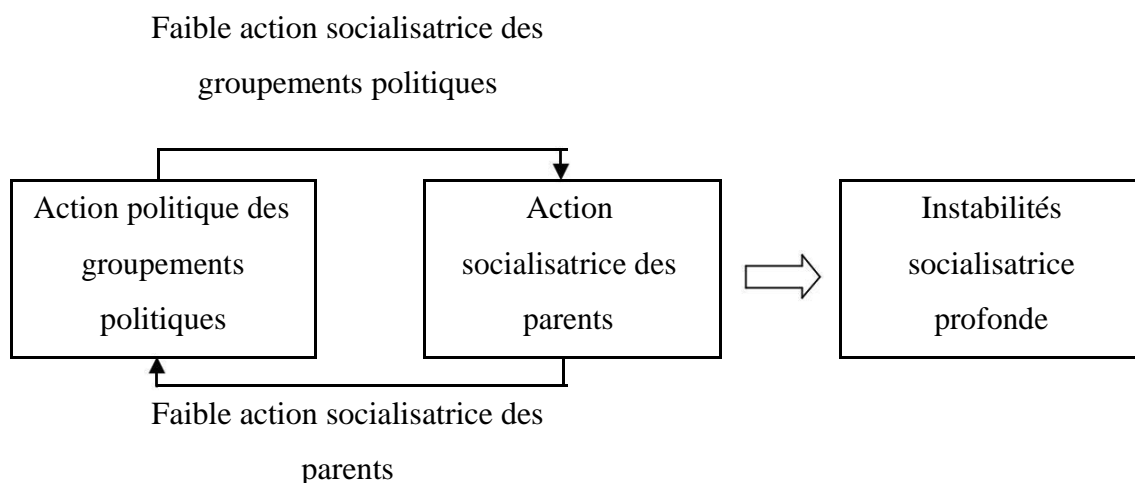 Faible action socialisatrice des
groupements politiques
Action politique des
groupements
politiques
Action
socialisatrice des
parents
Instabilités
socialisatrice
profonde
Faible action socialisatrice des
parents